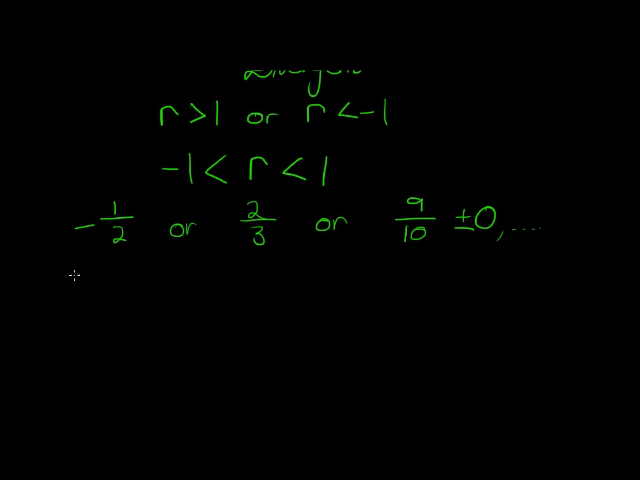 r > 1 or r < -1
-1 < r < 1
-1/2 or 2/3 or 9/10 ±0, ....